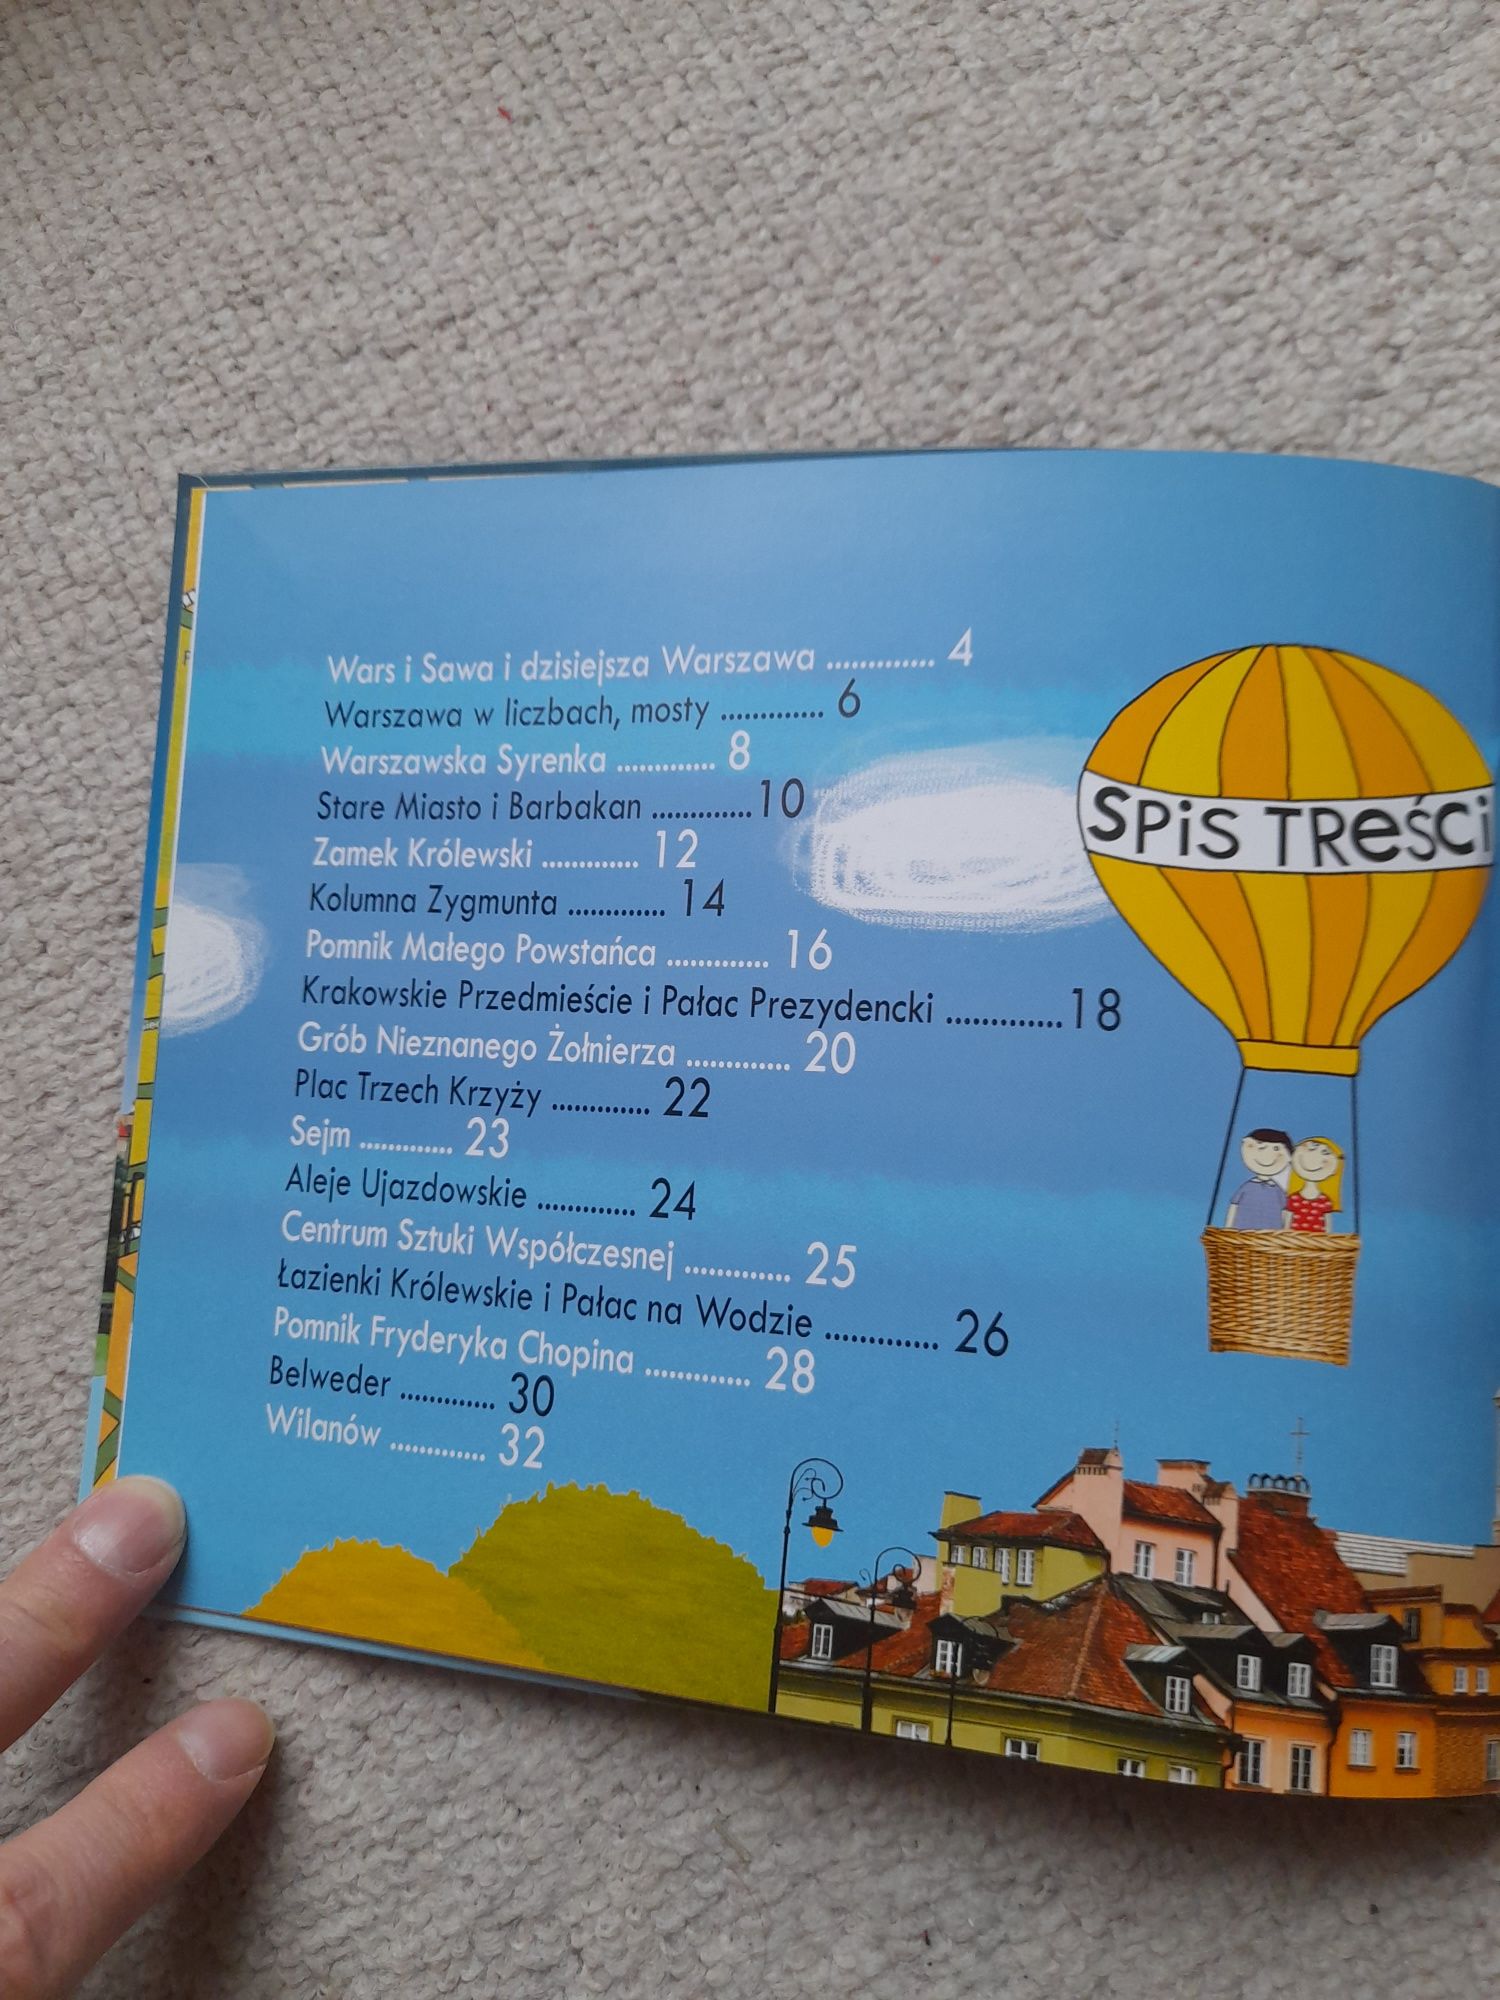 Wars i Sawa i dzisiejsza Warszawa ............. 4
Warszawa w liczbach, mosty ............. 6
Warszawska Syrenka ............. 8
Stare Miasto i Barbakan ............. 10
Zamek Królewski ............. 12
Kolumna Zygmunta ............. 14
Pomnik Małego Powstańca ............. 16
Krakowskie Przedmieście i Pałac Prezydencki ............. 18
Grób Nieznanego Żołnierza ............. 20
Plac Trzech Krzyży ............. 22
Sejm ............. 23
Aleje Ujazdowskie ............. 24
Centrum Sztuki Współczesnej ............. 25
Łazienki Królewskie i Pałac na Wodzie ............. 26
Pomnik Fryderyka Chopina ............. 28
Belweder ............. 30
Wilanów ............. 32
SPiS TReŚCi